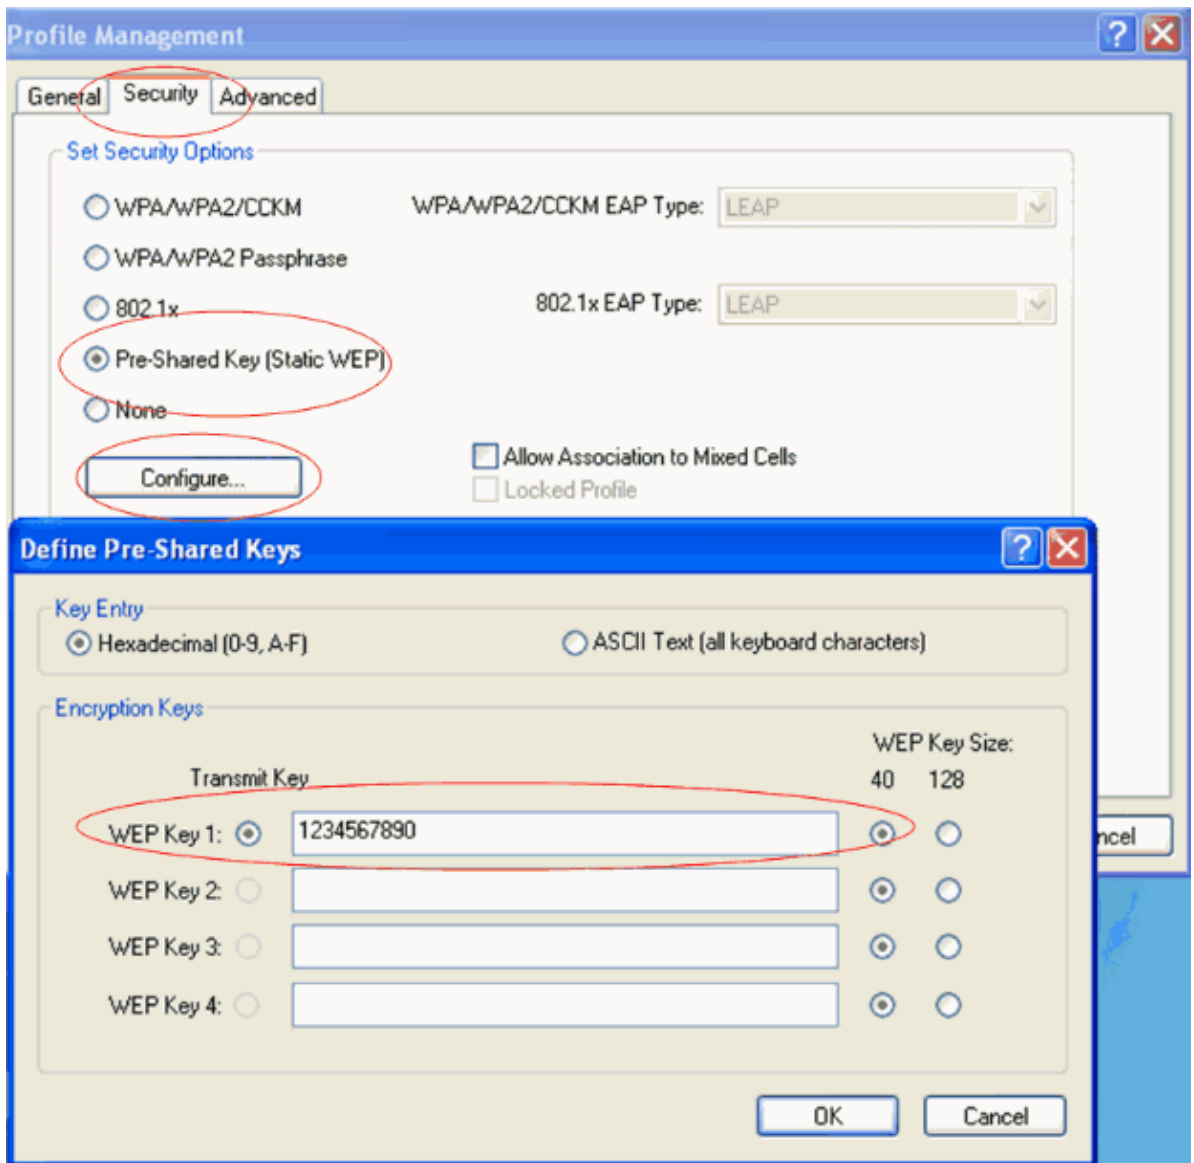 Profile Management
General Security Advanced
Set Security Options
WPA/WPA2/CCKM WPA/WPA2/CCKM EAP Type: LEAP
WPA/WPA2 Passphrase
802.1x 802.1x EAP Type: LEAP
Pre-Shared Key (Static WEP)
None
Configure... Allow Association to Mixed Cells
Locked Profile
Define Pre-Shared Keys
Key Entry
Hexadecimal (0-9, A-F) ASCII Text (all keyboard characters)
Encryption Keys
WEP Key Size:
Transmit Key 40 128
WEP Key 1: 1234567890
ncel
WEP Key 2:
WEP Key 3:
WEP Key 4:
OK Cancel